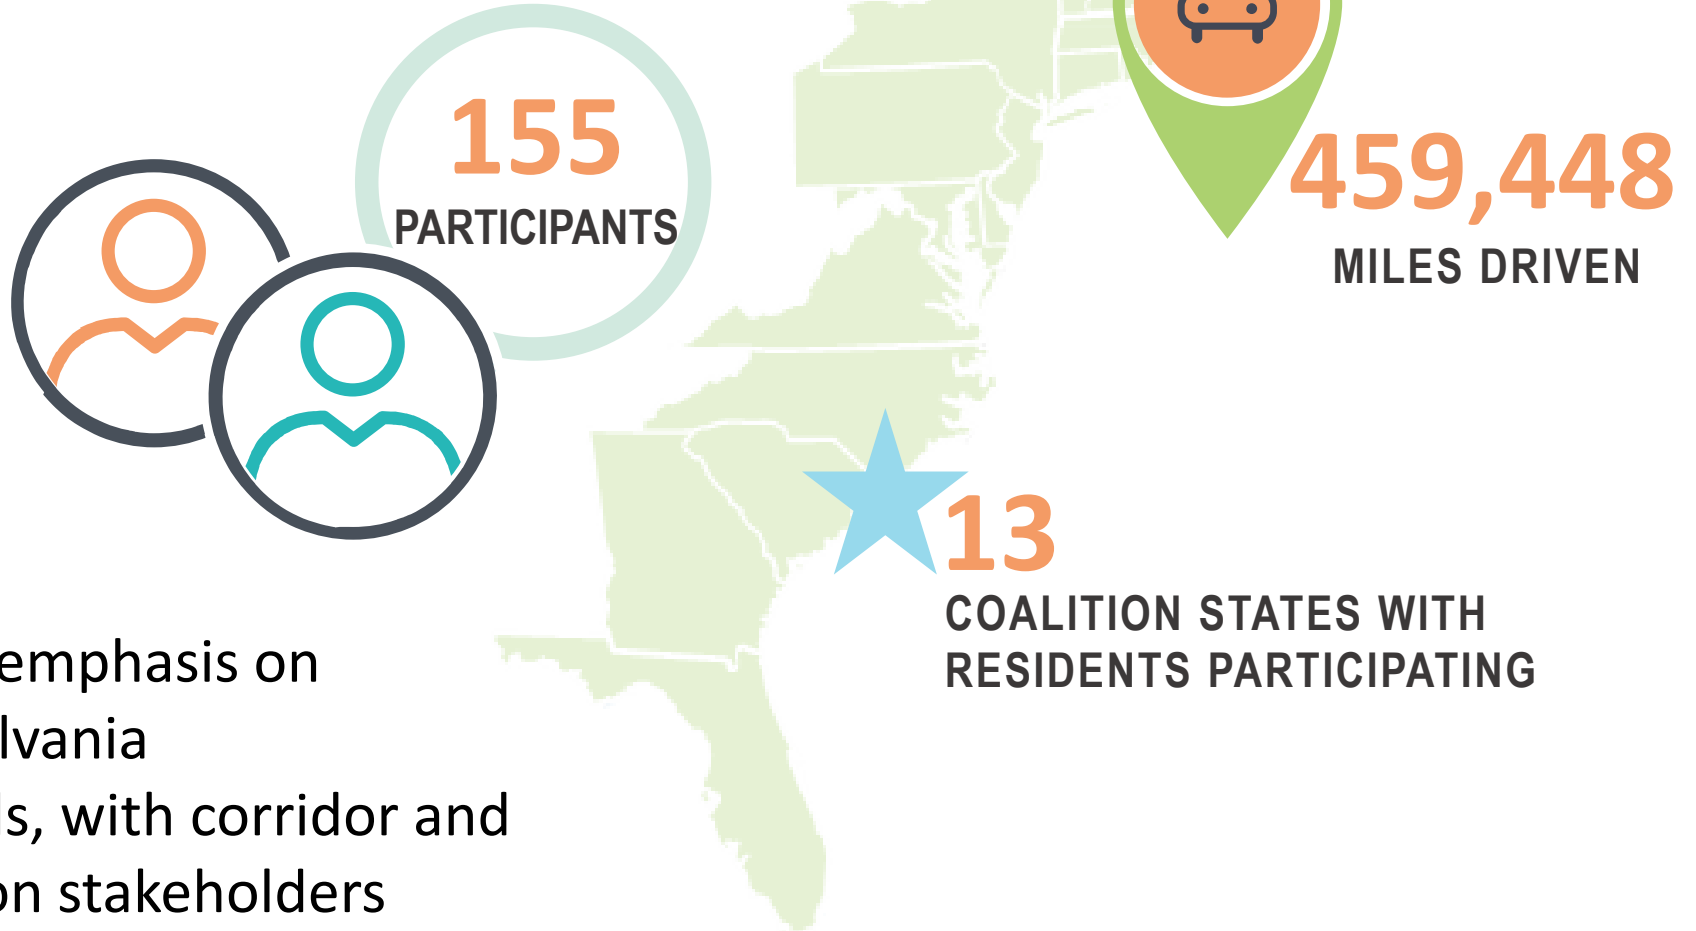 155
PARTICIPANTS
459,448
MILES DRIVEN
13
COALITION STATES WITH
RESIDENTS PARTICIPATING
emphasis on
lvania
s, with corridor and
on stakeholders